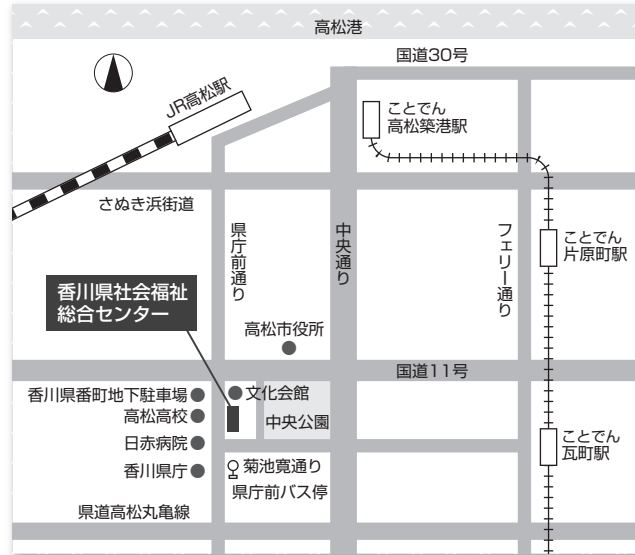 高松港
国道30号
JR高松駅
ことでん
高松築港駅
さぬき浜街道
県庁前通り
中央通り
フェリー通り
ことでん
片原町駅
香川県社会福祉
総合センター
高松市役所
国道11号
香川県番町地下駐車場
文化会館
高松高校
中央公園
日赤病院
ことでん
瓦町駅
香川県庁
菊池寛通り
県庁前バス停
県道高松丸亀線